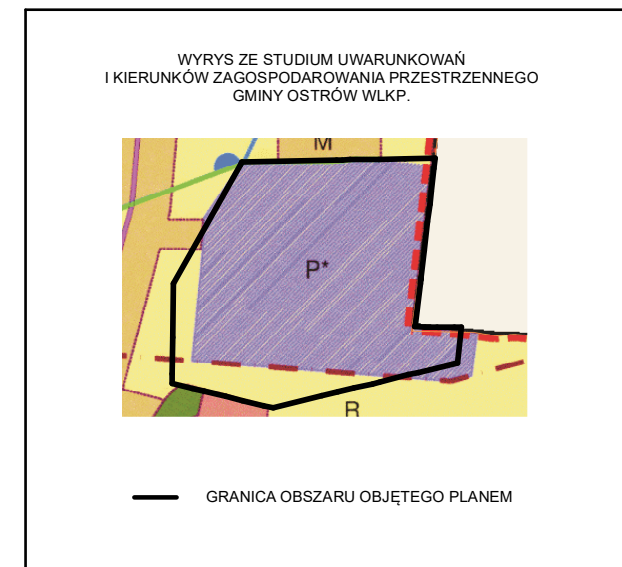 WYRYS ZE STUDIUM UWARUNKOWAŃ
I KIERUNKÓW ZAGOSPODAROWANIA PRZESTRZENNEGO
GMINY OSTRÓW WLKP.
M
P*
R
GRANICA OBSZARU OBJĘTEGO PLANEM